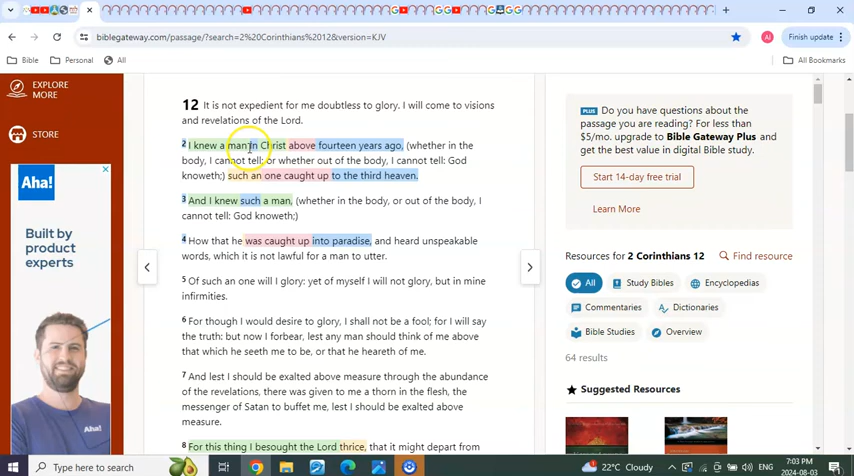 biblegateway.com/passage/?search=2%20Corinthians%2012&version=KJV
AI
Finish update
Bible
Personal
AI
All Bookmarks
EXPLORE
MORE
STORE
Aha!
Built by
product
experts
12 It is not expedient for me doubtless to glory. I will come to visions
and revelations of the Lord.
2 I knew a man in Christ above fourteen years ago, (whether in the
body, I cannot tell; or whether out of the body, I cannot tell: God
knoweth;) such an one caught up to the third heaven.
3 And I knew such a man, (whether in the body, or out of the body, I
cannot tell: God knoweth;)
4 How that he was caught up into paradise, and heard unspeakable
words, which it is not lawful for a man to utter.
5 Of such an one will I glory: yet of myself I will not glory, but in mine
infirmities.
6 For though I would desire to glory, I shall not be a fool; for I will say
the truth: but now I forbear, lest any man should think of me above
that which he seeth me to be, or that he heareth of me.
7 And lest I should be exalted above measure through the abundance
of the revelations, there was given to me a thorn in the flesh, the
messenger of Satan to buffet me, lest I should be exalted above
measure.
8 For this thing I besought the Lord thrice, that it might depart from
PLUS Do you have questions about the
passage you are reading? For less than
$5/mo. upgrade to Bible Gateway Plus and
get the best value in digital Bible study.
Start 14-day free trial
Learn More
Resources for 2 Corinthians 12
Find resource
All
Study Bibles
Encyclopedias
Commentaries
Dictionaries
Bible Studies
Overview
64 results
Suggested Resources
Type here to search
22°C Cloudy
ENG
7:03 PM
2024-08-03